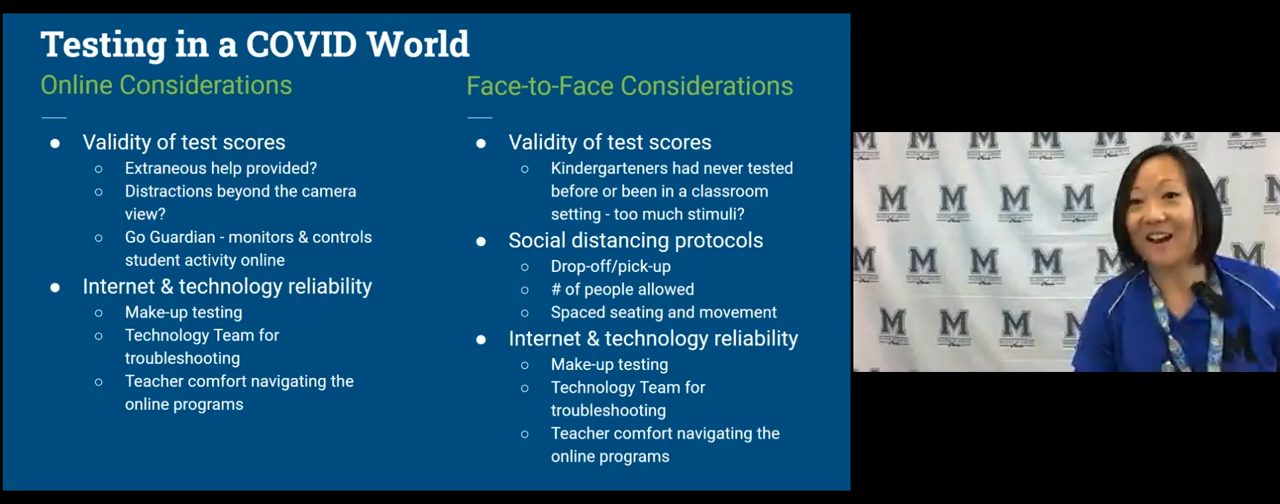 Testing in a COVID World
Online Considerations
Validity of test scores
Extraneous help provided?
Distractions beyond the camera
view?
Go Guardian - monitors & controls
student activity online
Internet & technology reliability
Make-up testing
Technology Team for
troubleshooting
Teacher comfort navigating the
online programs
Face-to-Face Considerations
Validity of test scores
Kindergarteners had never tested
before or been in a classroom
setting - too much stimuli?
Social distancing protocols
Drop-off/pick-up
# of people allowed
Spaced seating and movement
Internet & technology reliability
Make-up testing
Technology Team for
troubleshooting
Teacher comfort navigating the
online programs
M M M M
M M M M
M M M M
M M M M